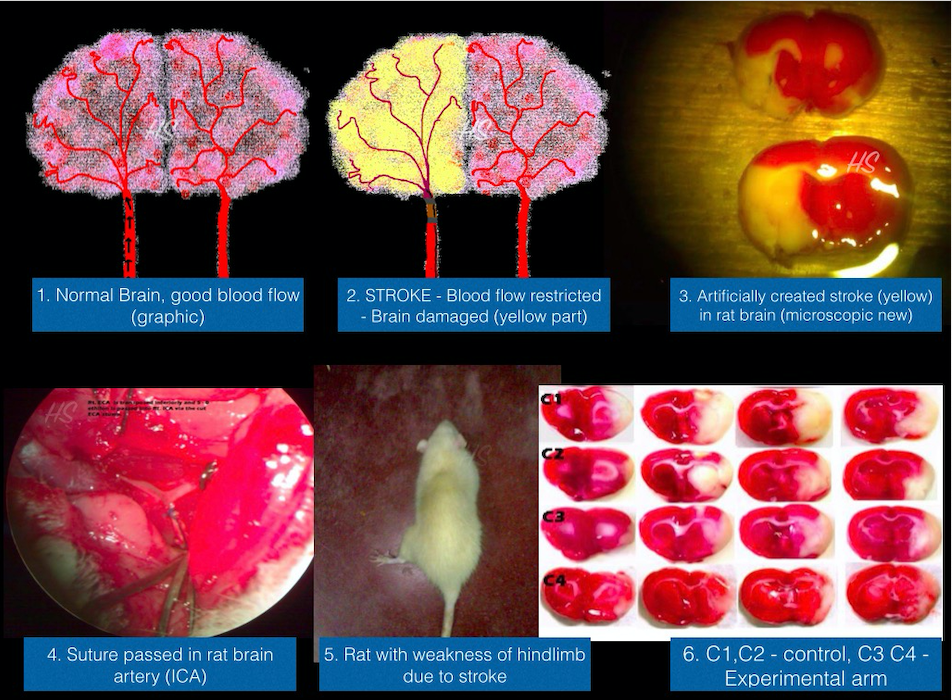 HS
HS
HS
1. Normal Brain, good blood flow
(graphic)
2. STROKE - Blood flow restricted
- Brain damaged (yellow part)
3. Artificially created stroke (yellow)
in rat brain (microscopic new)
HS
HS
C1
C2
C3
C4
4. Suture passed in rat brain
artery (ICA)
5. Rat with weakness of hindlimb
due to stroke
6. C1,C2 - control, C3 C4 -
Experimental arm